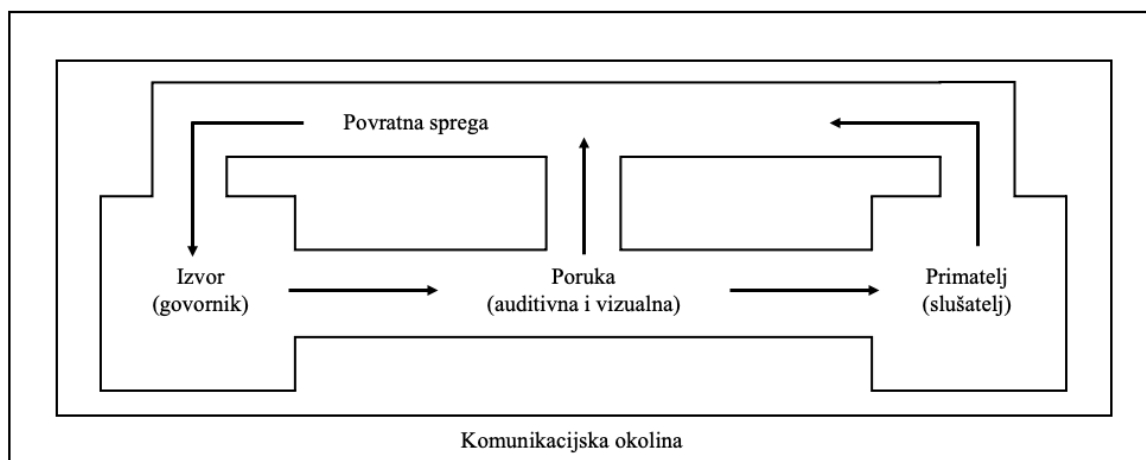 Povratna sprega
Izvor
(govornik)
Poruka
(auditivna i vizualna)
Primatelj
(slušatelj)
Komunikacijska okolina